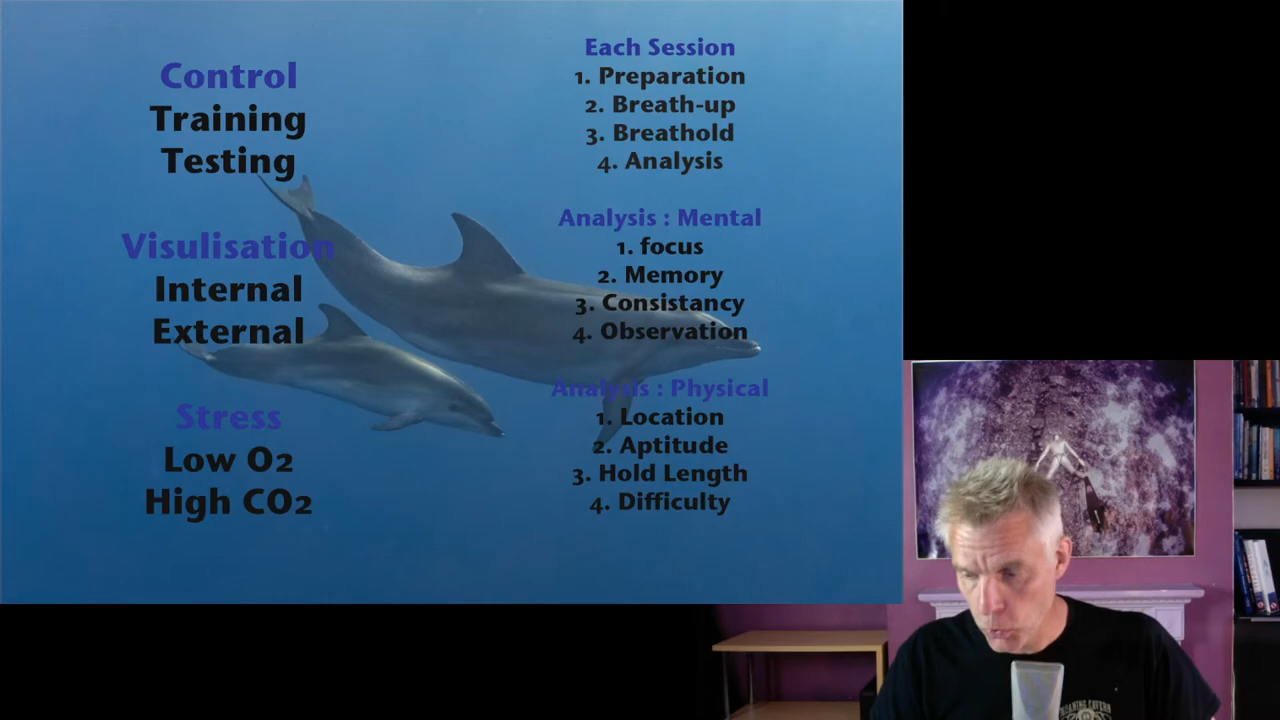 Control
Training
Testing
Visulisation
Internal
External
Stress
Low O2
High CO2
Each Session
1. Preparation
2. Breath-up
3. Breathold
4. Analysis
Analysis : Mental
1. focus
2. Memory
3. Consistancy
4. Observation
Analysis : Physical
1. Location
2. Aptitude
3. Hold Length
4. Difficulty